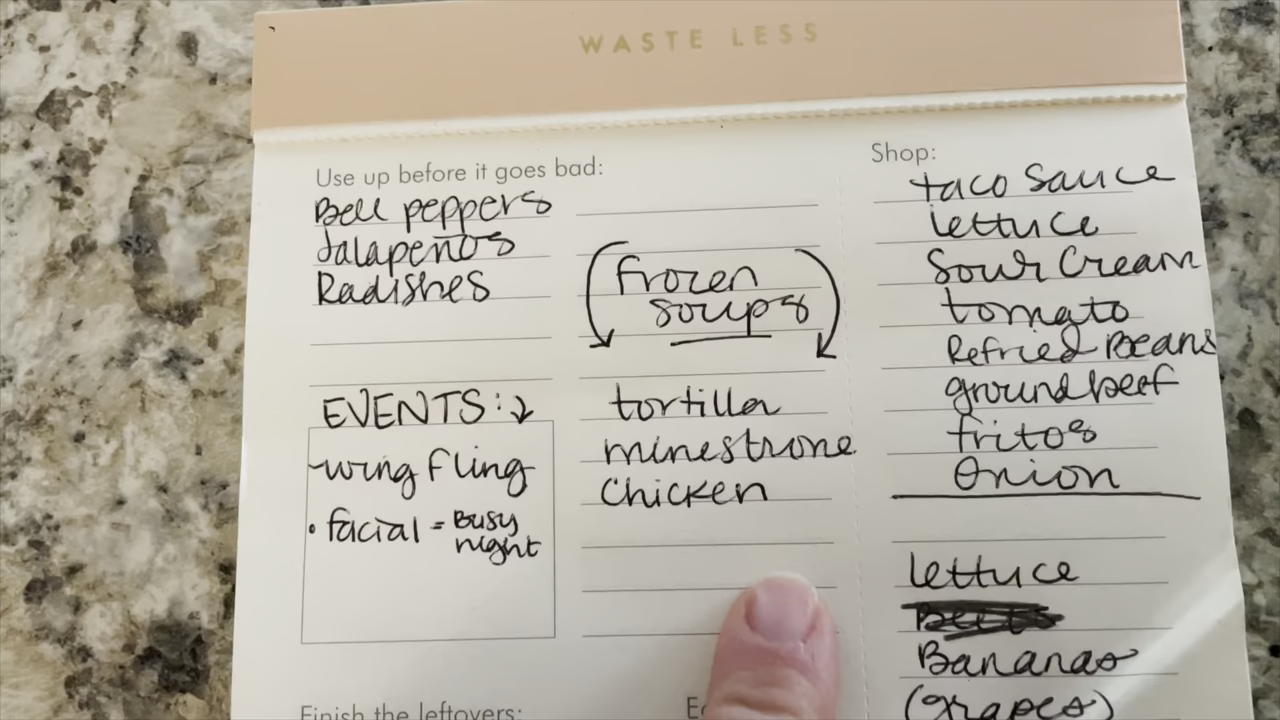 WASTE LESS
Use up before it goes bad:
Bell peppers
Jalapeños
Radishes
EVENTS:
-wing fling
• facial = Busy
night
Frozen
soups
tortilla
minestrone
Chicken
Shop:
taco sauce
lettuce
Sour Cream
tomato
Refried Beans
ground beef
fritos
Onion
lettuce
Beets
Bananas
(grapes)
Finish the leftovers: